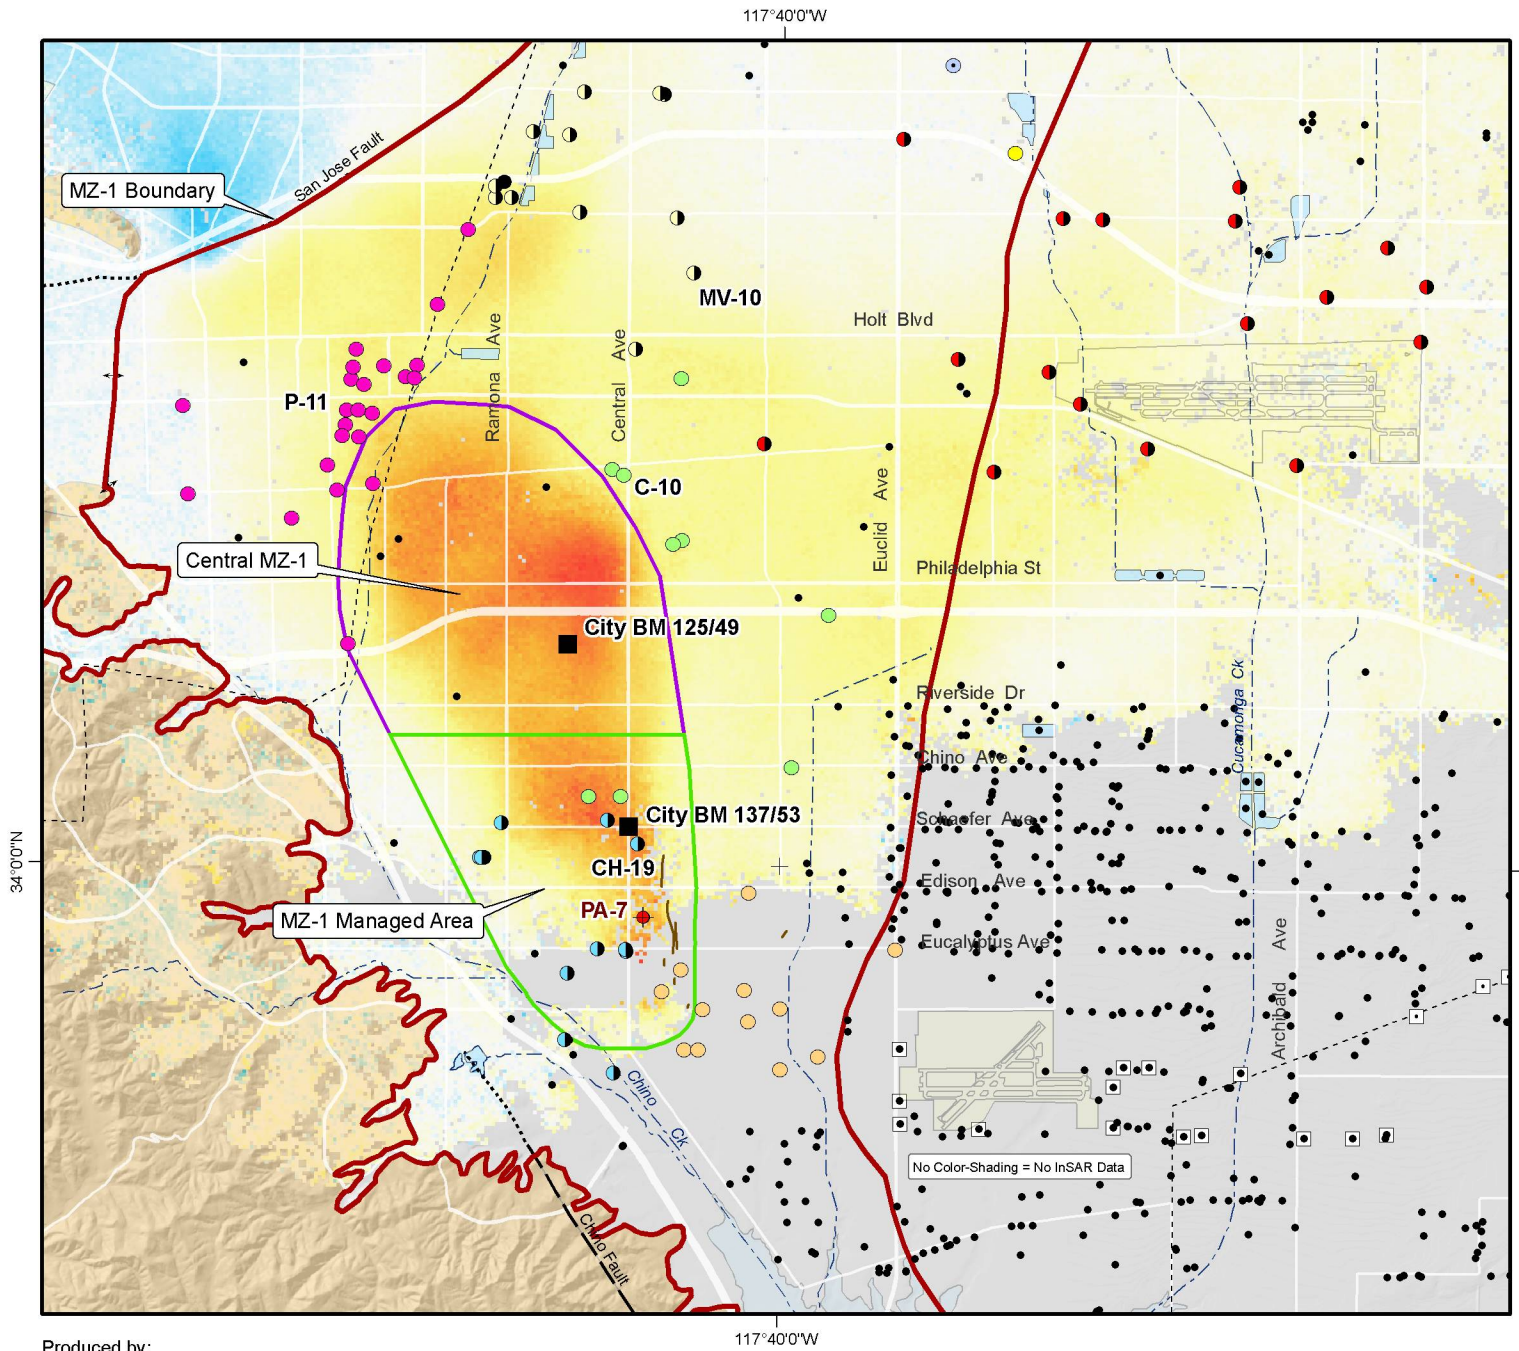 117°40'0"W
San Jose Fault
MZ-1 Boundary
MV-10
Holt Blvd
Ramona Ave
Central Ave
P-11
C-10
Euclid Ave
Central MZ-1
Philadelphia St
City BM 125/49
Riverside Dr
Cucamonga Ck
Chino Ave
City BM 137/53
Schaefer Ave
34°0'0"N
CH-19
Edison Ave
PA-7
MZ-1 Managed Area
Eucalyptus Ave
Archibald Ave
Chino Ck
No Color-Shading = No InSAR Data
Chino Fault
117°40'0"W
Produced by: